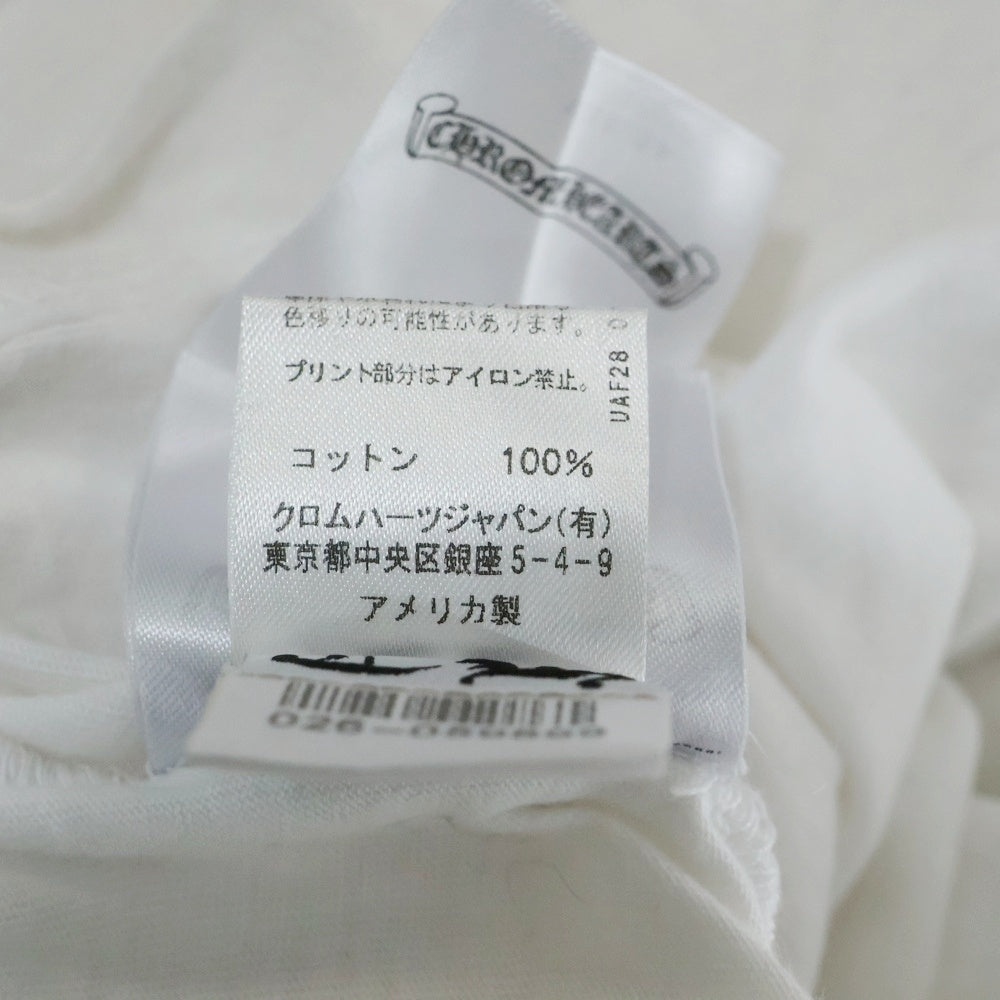 CHROME HEARTS
色移りの可能性があります。
プリント部分はアイロン禁止。
UAF28
コットン 100%
クロムハーツジャパン(有)
東京都中央区銀座5-4-9
アメリカ製